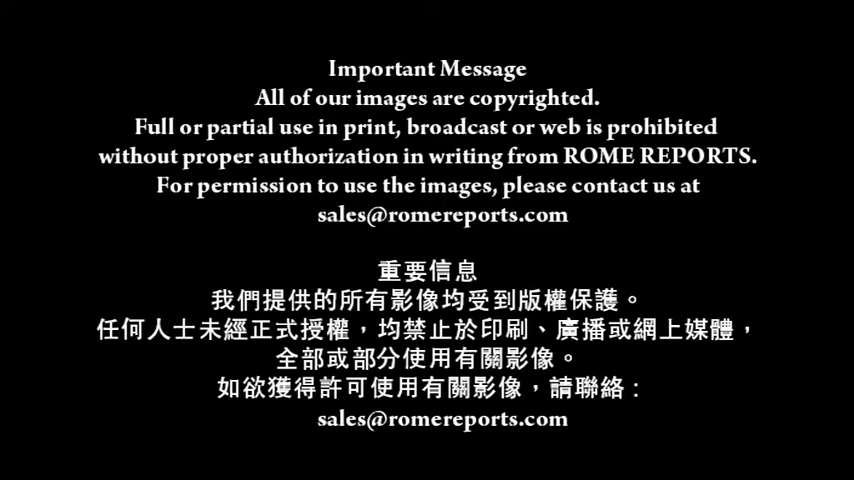 Important Message
All of our images are copyrighted.
Full or partial use in print, broadcast or web is prohibited
without proper authorization in writing from ROME REPORTS.
For permission to use the images, please contact us at
sales@romereports.com
重要信息
我們提供的所有影像均受到版權保護。
任何人士未經正式授權，均禁止於印刷、廣播或網上媒體，
全部或部分使用有關影像。
如欲獲得許可使用有關影像，請聯絡：
sales@romereports.com